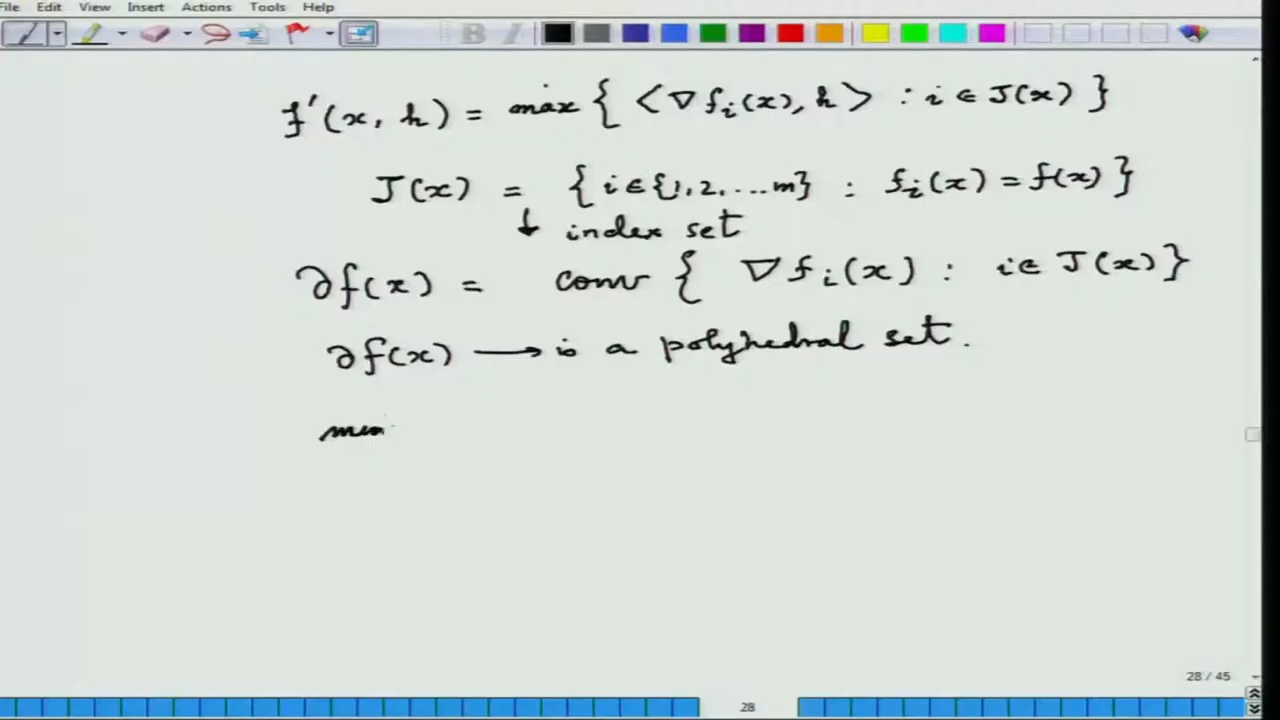 File Edit View Insert Actions Tools Help
f'(x, h) = max { <∇f_i(x), h> : i ∈ J(x) }
J(x) = { i ∈ {1, 2, ... m} : f_i(x) = f(x) }
↓ index set
∂f(x) = conv { ∇f_i(x) : i ∈ J(x) }
∂f(x) ⟶ is a polyhedral set.
min
28 / 45
28